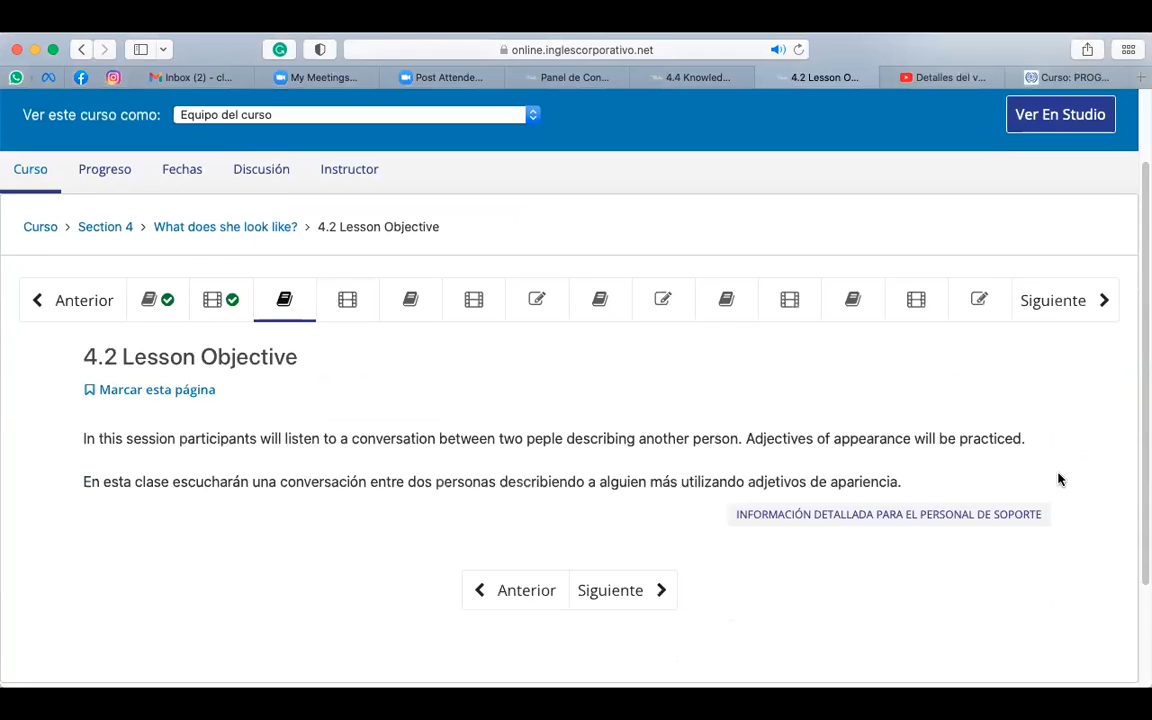 online.inglescorporativo.net
Inbox (2) - cl...
My Meetings...
Post Attende...
Panel de Con...
4.4 Knowled...
4.2 Lesson O...
Detalles del v...
Curso: PROG...
Ver este curso como:
Equipo del curso
Ver En Studio
Curso
Progreso
Fechas
Discusión
Instructor
Curso > Section 4 > What does she look like? > 4.2 Lesson Objective
Anterior
Siguiente
4.2 Lesson Objective
Marcar esta página
In this session participants will listen to a conversation between two peple describing another person. Adjectives of appearance will be practiced.
En esta clase escucharán una conversación entre dos personas describiendo a alguien más utilizando adjetivos de apariencia.
INFORMACIÓN DETALLADA PARA EL PERSONAL DE SOPORTE
Anterior
Siguiente